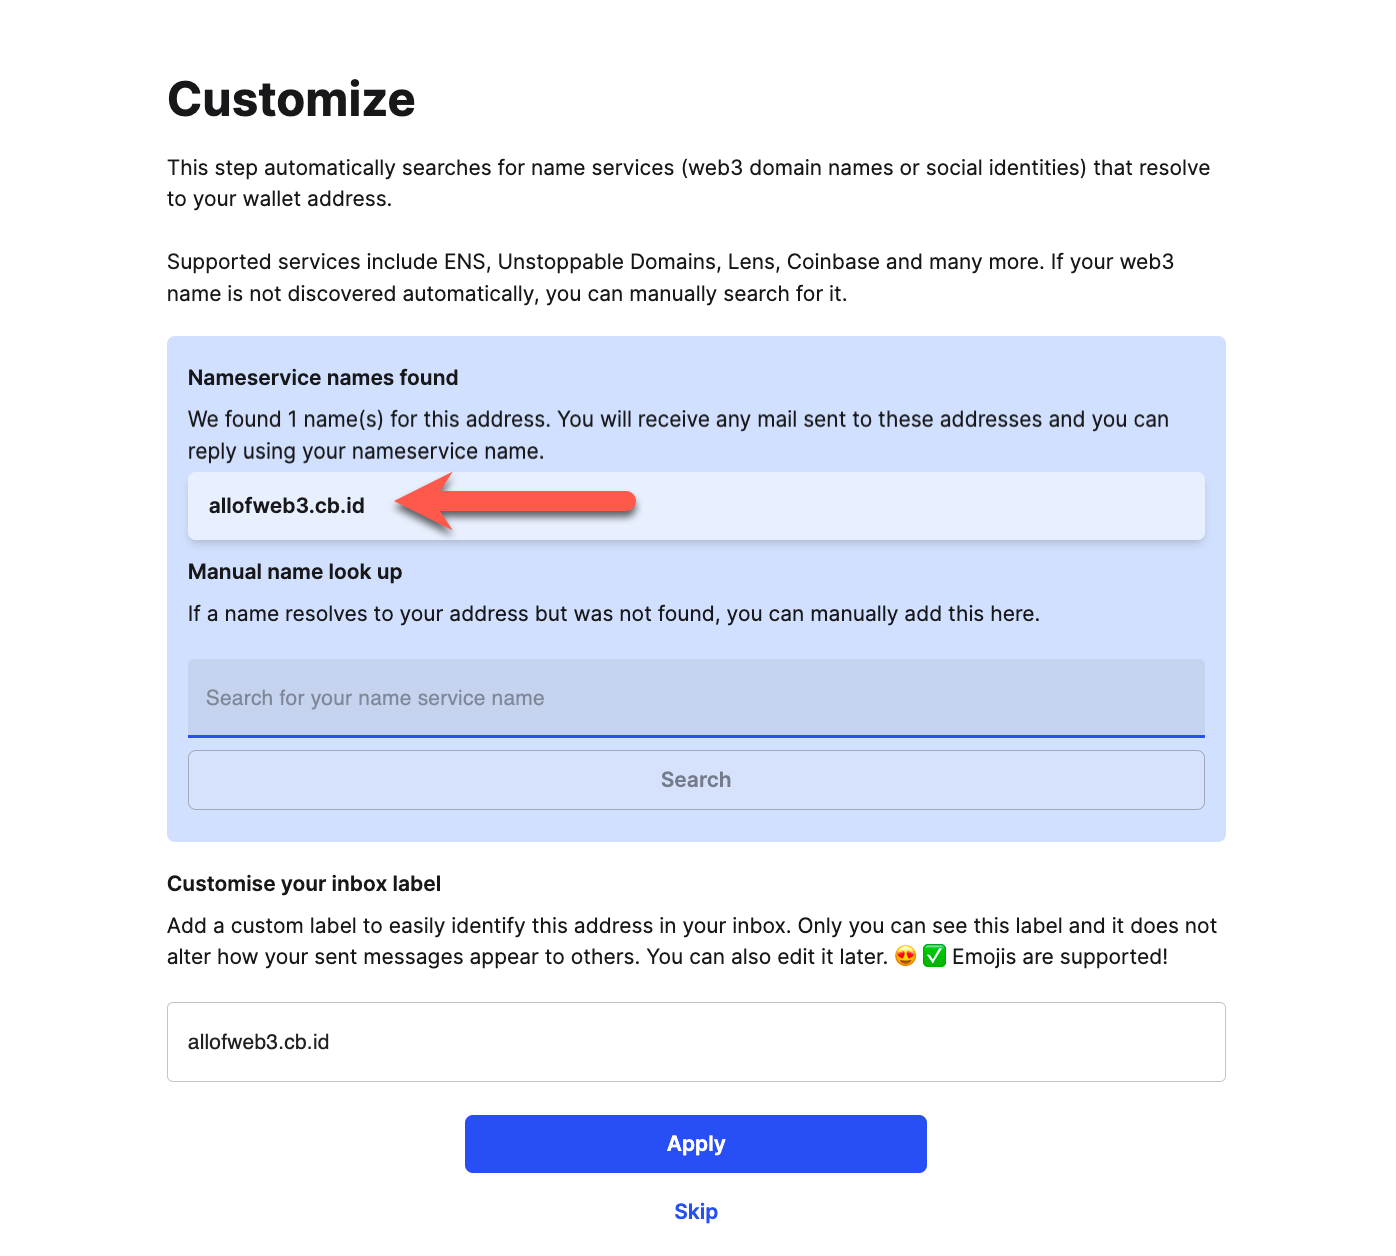 Customize
This step automatically searches for name services (web3 domain names or social identities) that resolve
to your wallet address.
Supported services include ENS, Unstoppable Domains, Lens, Coinbase and many more. If your web3
name is not discovered automatically, you can manually search for it.
Nameservice names found
We found 1 name(s) for this address. You will receive any mail sent to these addresses and you can
reply using your nameservice name.
allofweb3.cb.id
Manual name look up
If a name resolves to your address but was not found, you can manually add this here.
Search for your name service name
Search
Customise your inbox label
Add a custom label to easily identify this address in your inbox. Only you can see this label and it does not
alter how your sent messages appear to others. You can also edit it later. 😍 ✅ Emojis are supported!
allofweb3.cb.id
Apply
Skip